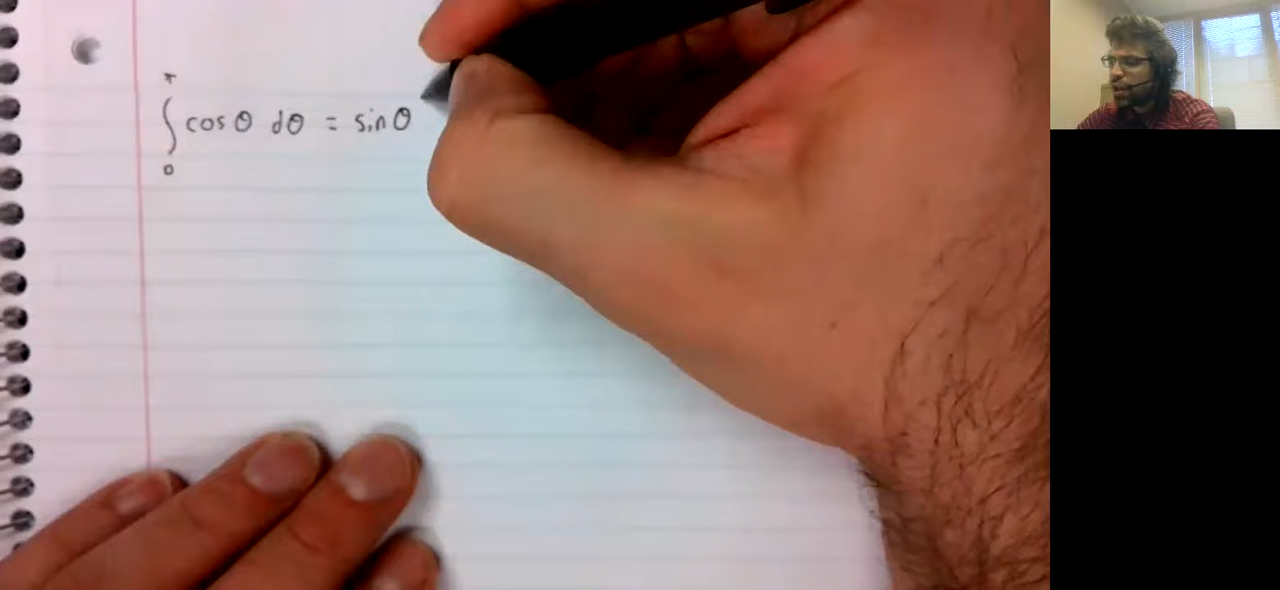 π
∫ cos θ dθ = sin θ
0